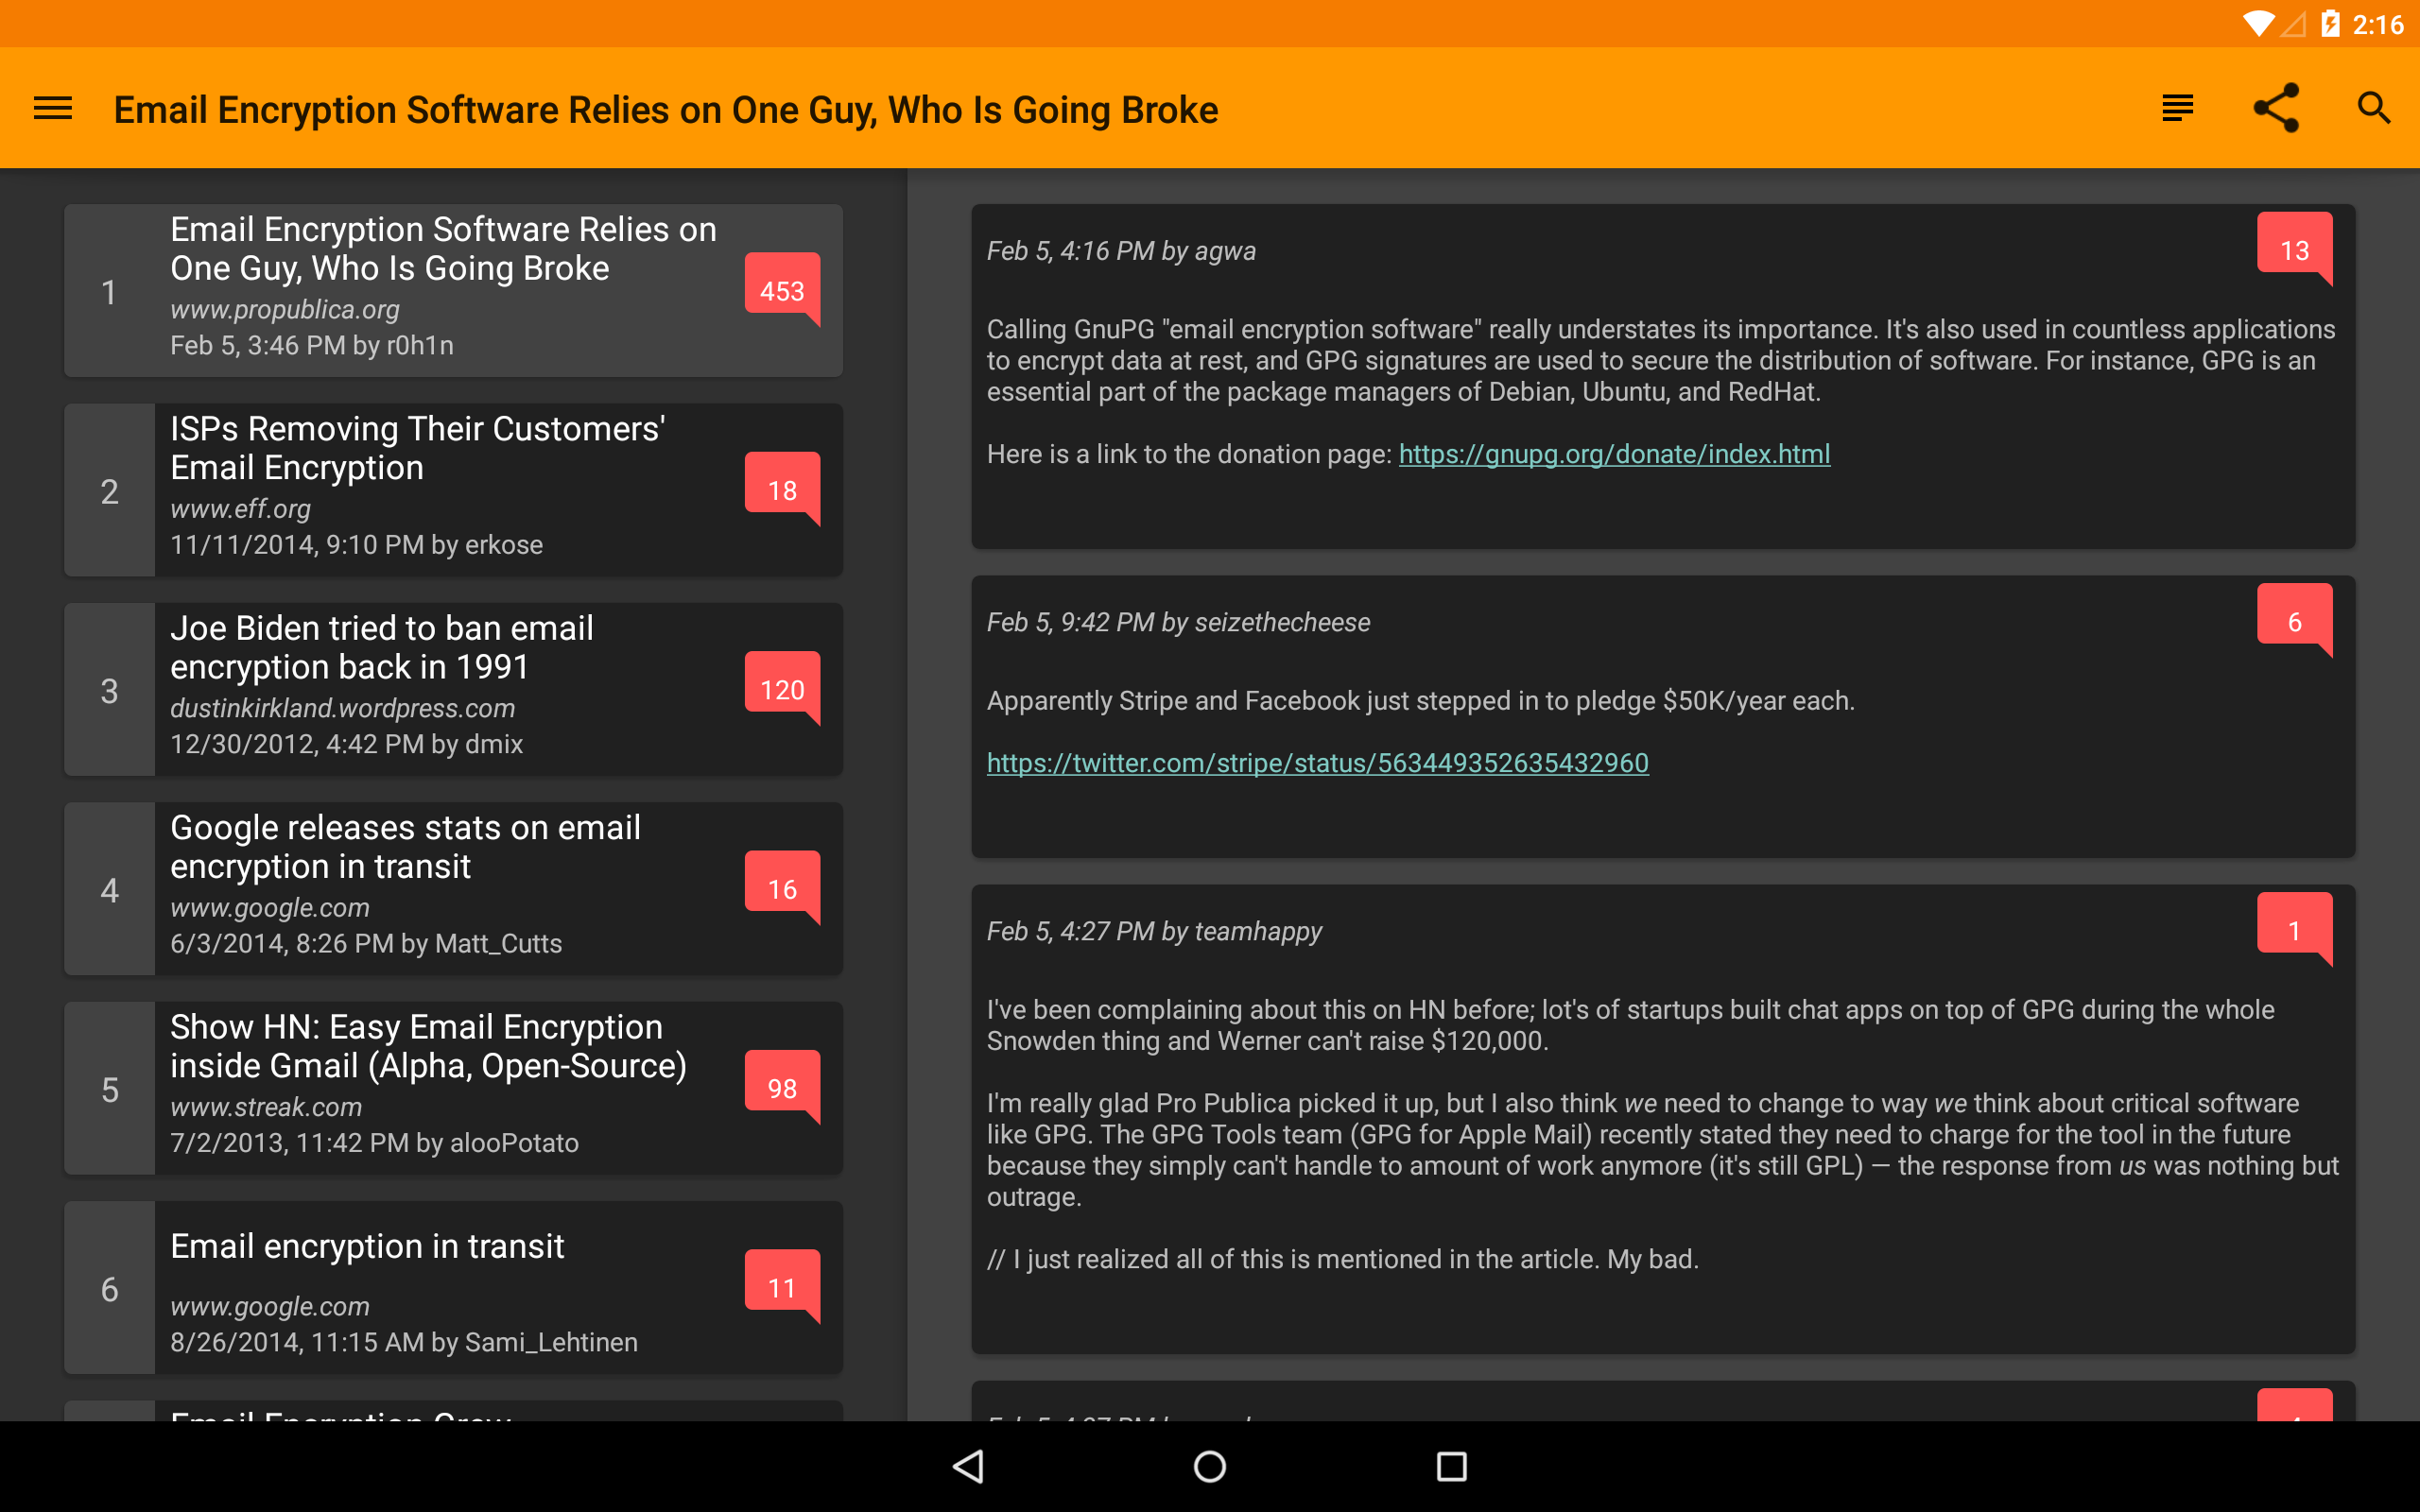 2:16
Email Encryption Software Relies on One Guy, Who Is Going Broke
1
Email Encryption Software Relies on
One Guy, Who Is Going Broke
www.propublica.org
Feb 5, 3:46 PM by r0h1n
453
2
ISPs Removing Their Customers'
Email Encryption
www.eff.org
11/11/2014, 9:10 PM by erkose
18
3
Joe Biden tried to ban email
encryption back in 1991
dustinkirkland.wordpress.com
12/30/2012, 4:42 PM by dmix
120
4
Google releases stats on email
encryption in transit
www.google.com
6/3/2014, 8:26 PM by Matt_Cutts
16
5
Show HN: Easy Email Encryption
inside Gmail (Alpha, Open-Source)
www.streak.com
7/2/2013, 11:42 PM by alooPotato
98
6
Email encryption in transit
www.google.com
8/26/2014, 11:15 AM by Sami_Lehtinen
11
Email Encryption
Feb 5, 4:16 PM by agwa
13
Calling GnuPG "email encryption software" really understates its importance. It's also used in countless applications
to encrypt data at rest, and GPG signatures are used to secure the distribution of software. For instance, GPG is an
essential part of the package managers of Debian, Ubuntu, and RedHat.
Here is a link to the donation page: https://gnupg.org/donate/index.html
Feb 5, 9:42 PM by seizethecheese
6
Apparently Stripe and Facebook just stepped in to pledge $50K/year each.
https://twitter.com/stripe/status/563449352635432960
Feb 5, 4:27 PM by teamhappy
1
I've been complaining about this on HN before; lot's of startups built chat apps on top of GPG during the whole
Snowden thing and Werner can't raise $120,000.
I'm really glad Pro Publica picked it up, but I also think we need to change to way we think about critical software
like GPG. The GPG Tools team (GPG for Apple Mail) recently stated they need to charge for the tool in the future
because they simply can't handle to amount of work anymore (it's still GPL) — the response from us was nothing but
outrage.
// I just realized all of this is mentioned in the article. My bad.